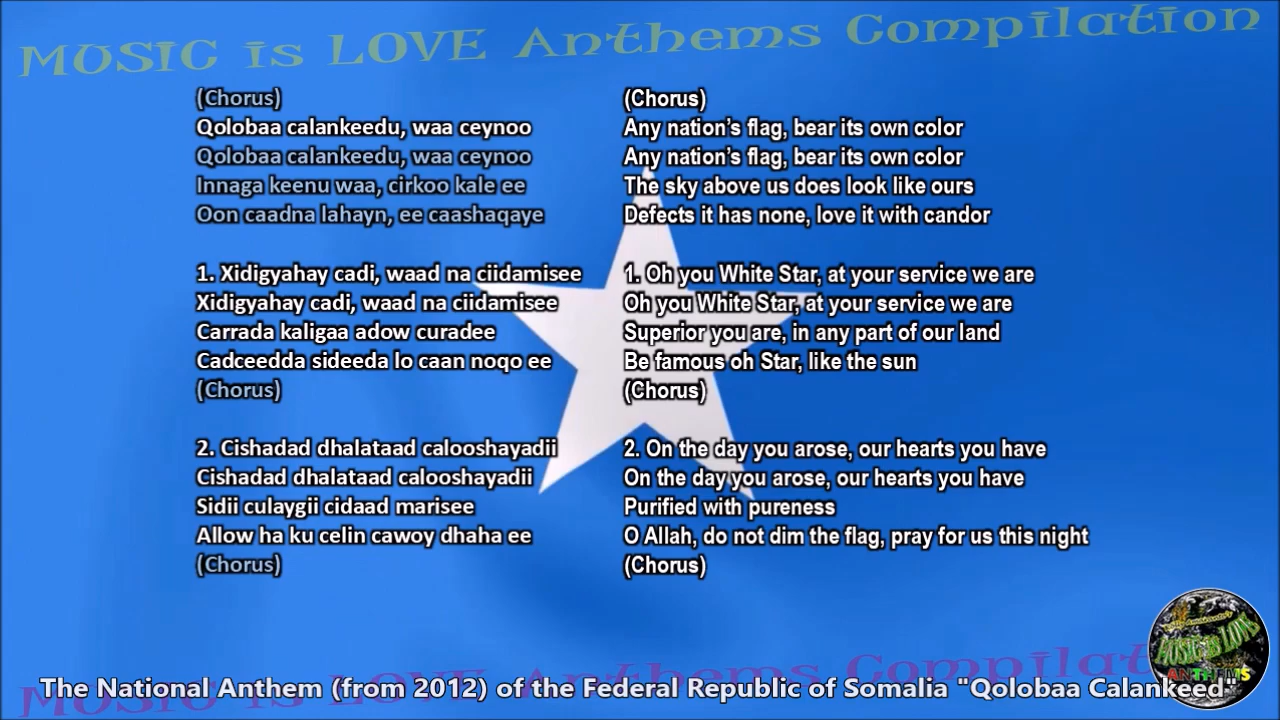 MUSIC is LOVE Anthems Compilation
(Chorus)
Qolobaa calankeedu, waa ceynoo
Qolobaa calankeedu, waa ceynoo
Innaga keenu waa, cirkoo kale ee
Oon caadna lahayn, ee caashaqaye
1. Xidigyahay cadi, waad na ciidamisee
Xidigyahay cadi, waad na ciidamisee
Carrada kaligaa adow curadee
Cadceedda sideeda lo caan noqo ee
(Chorus)
2. Cishadad dhalataad calooshayadii
Cishadad dhalataad calooshayadii
Sidii culaygii cidaad marisee
Allow ha ku celin cawoy dhaha ee
(Chorus)
(Chorus)
Any nation's flag, bear its own color
Any nation's flag, bear its own color
The sky above us does look like ours
Defects it has none, love it with candor
1. Oh you White Star, at your service we are
Oh you White Star, at your service we are
Superior you are, in any part of our land
Be famous oh Star, like the sun
(Chorus)
2. On the day you arose, our hearts you have
On the day you arose, our hearts you have
Purified with pureness
O Allah, do not dim the flag, pray for us this night
(Chorus)
MUSIC is LOVE Anthems Compilat
MUSIC is LOVE
ANTHEMS
The National Anthem (from 2012) of the Federal Republic of Somalia "Qolobaa Calankeed"